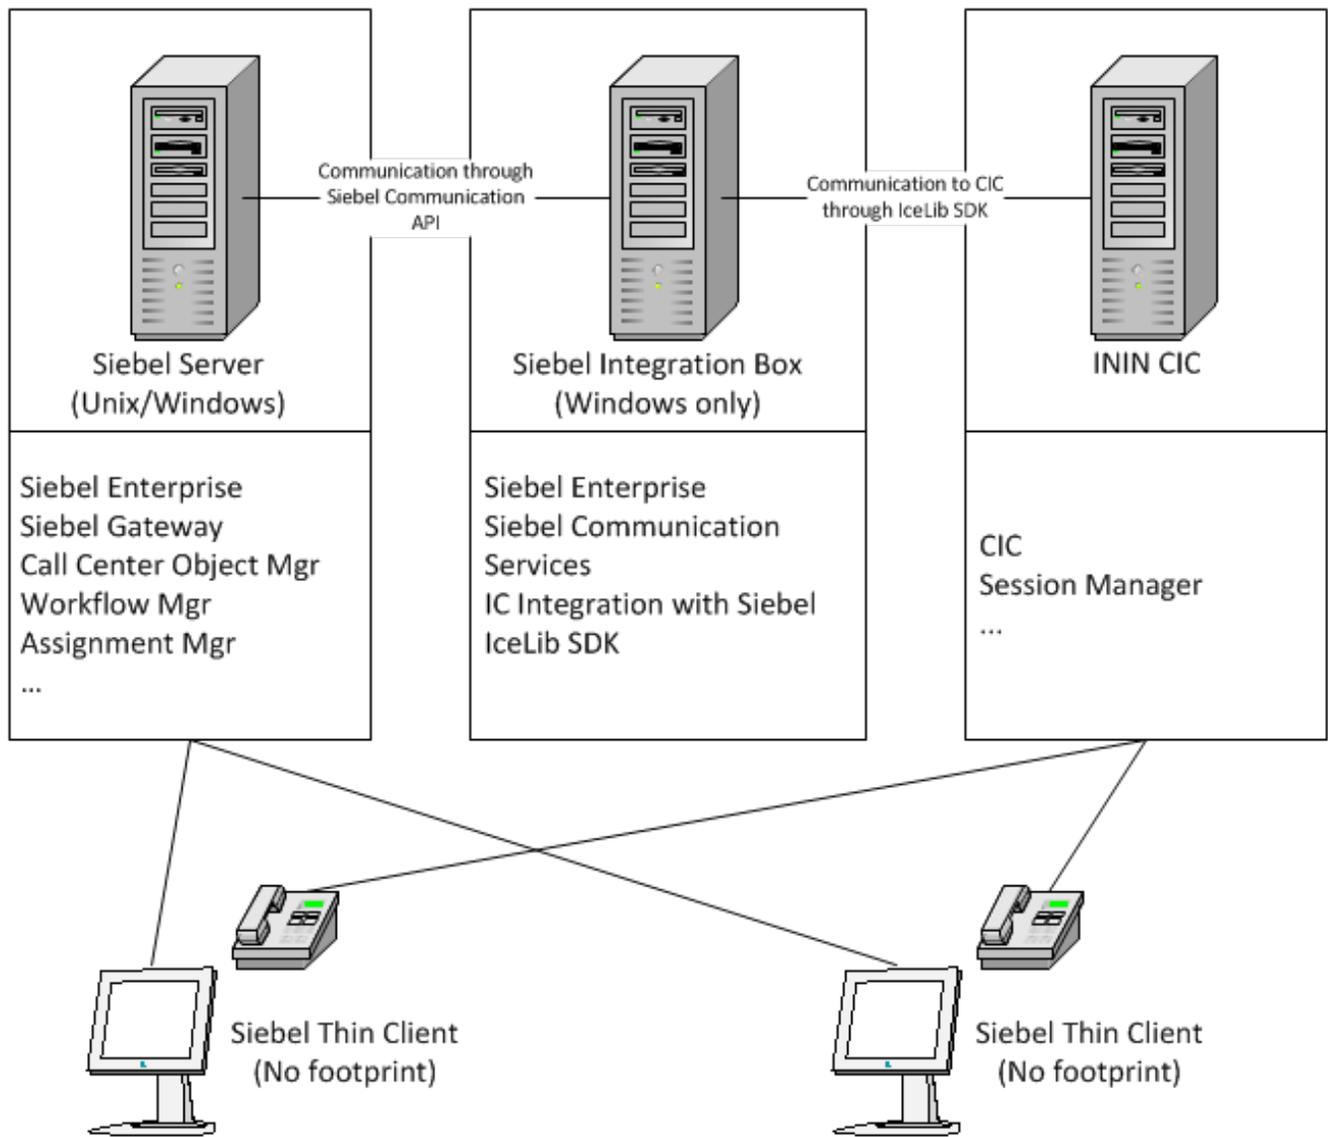 Communication through
Siebel Communication
API
Communication to CIC
through IceLib SDK
Siebel Server
(Unix/Windows)
Siebel Integration Box
(Windows only)
ININ CIC
Siebel Enterprise
Siebel Gateway
Call Center Object Mgr
Workflow Mgr
Assignment Mgr
...
Siebel Enterprise
Siebel Communication
Services
IC Integration with Siebel
IceLib SDK
CIC
Session Manager
...
Siebel Thin Client
(No footprint)
Siebel Thin Client
(No footprint)